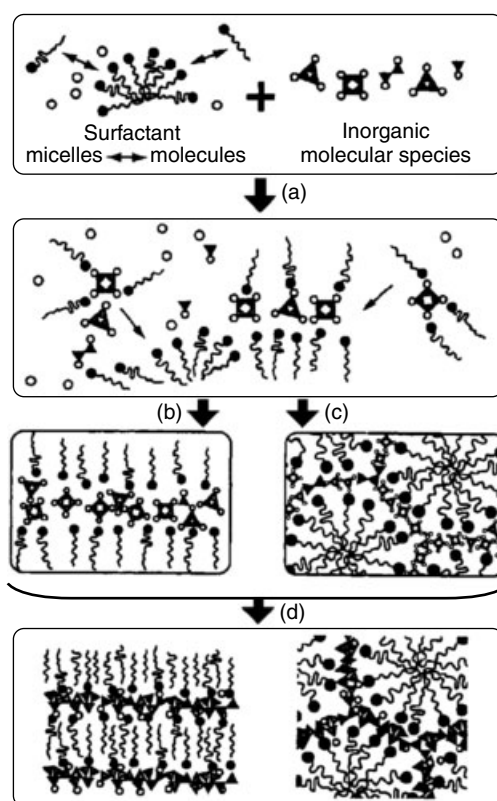 Surfactant
micelles ↔ molecules
Inorganic
molecular species
(a)
(b)
(c)
(d)